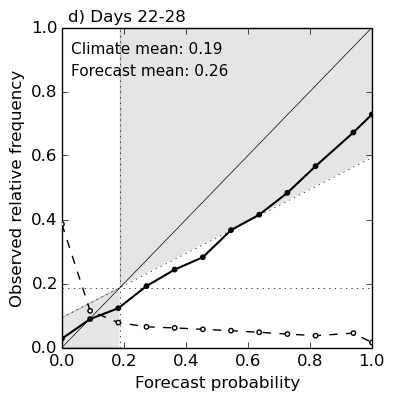 d) Days 22-28
Climate mean: 0.19
Forecast mean: 0.26
1.0
0.8
0.6
0.4
0.2
0.0
Observed relative frequency
0.0 0.2 0.4 0.6 0.8 1.0
Forecast probability